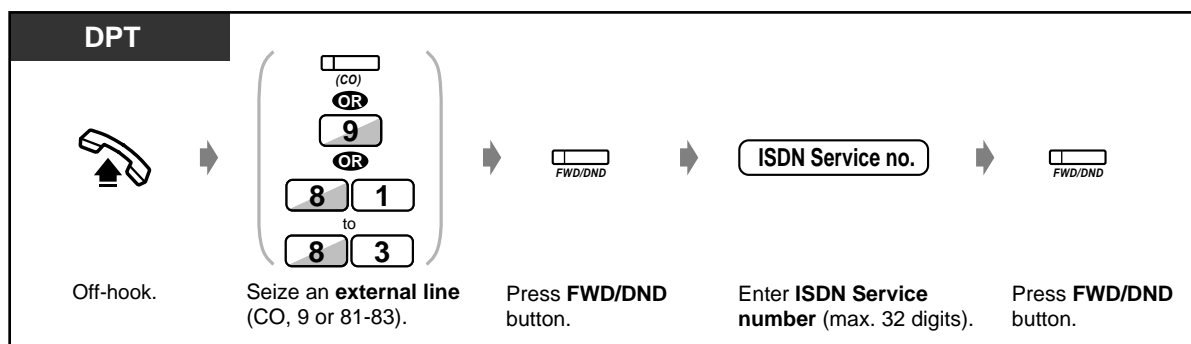 DPT
(CO)
OR
9
OR
8 1
to
8 3
FWD/DND
ISDN Service no.
FWD/DND
Off-hook.
Seize an external line
(CO, 9 or 81-83).
Press FWD/DND
button.
Enter ISDN Service
number (max. 32 digits).
Press FWD/DND
button.